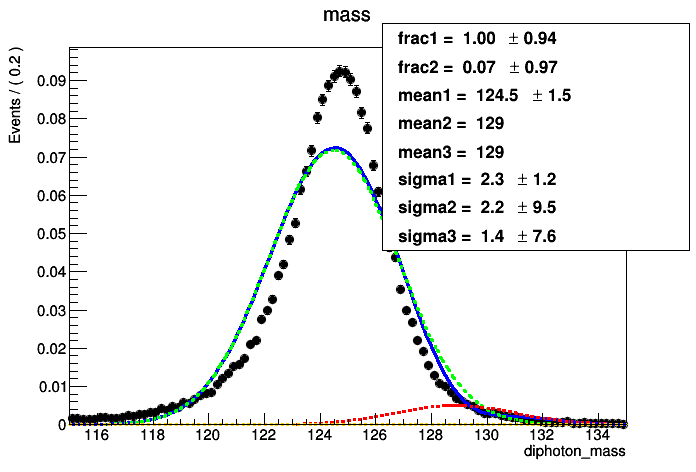 mass
frac1 = 1.00 ± 0.94
frac2 = 0.07 ± 0.97
mean1 = 124.5 ± 1.5
mean2 = 129
mean3 = 129
sigma1 = 2.3 ± 1.2
sigma2 = 2.2 ± 9.5
sigma3 = 1.4 ± 7.6
Events / ( 0.2 )
0.09
0.08
0.07
0.06
0.05
0.04
0.03
0.02
0.01
0
116 118 120 122 124 126 128 130 132 134
diphoton_mass